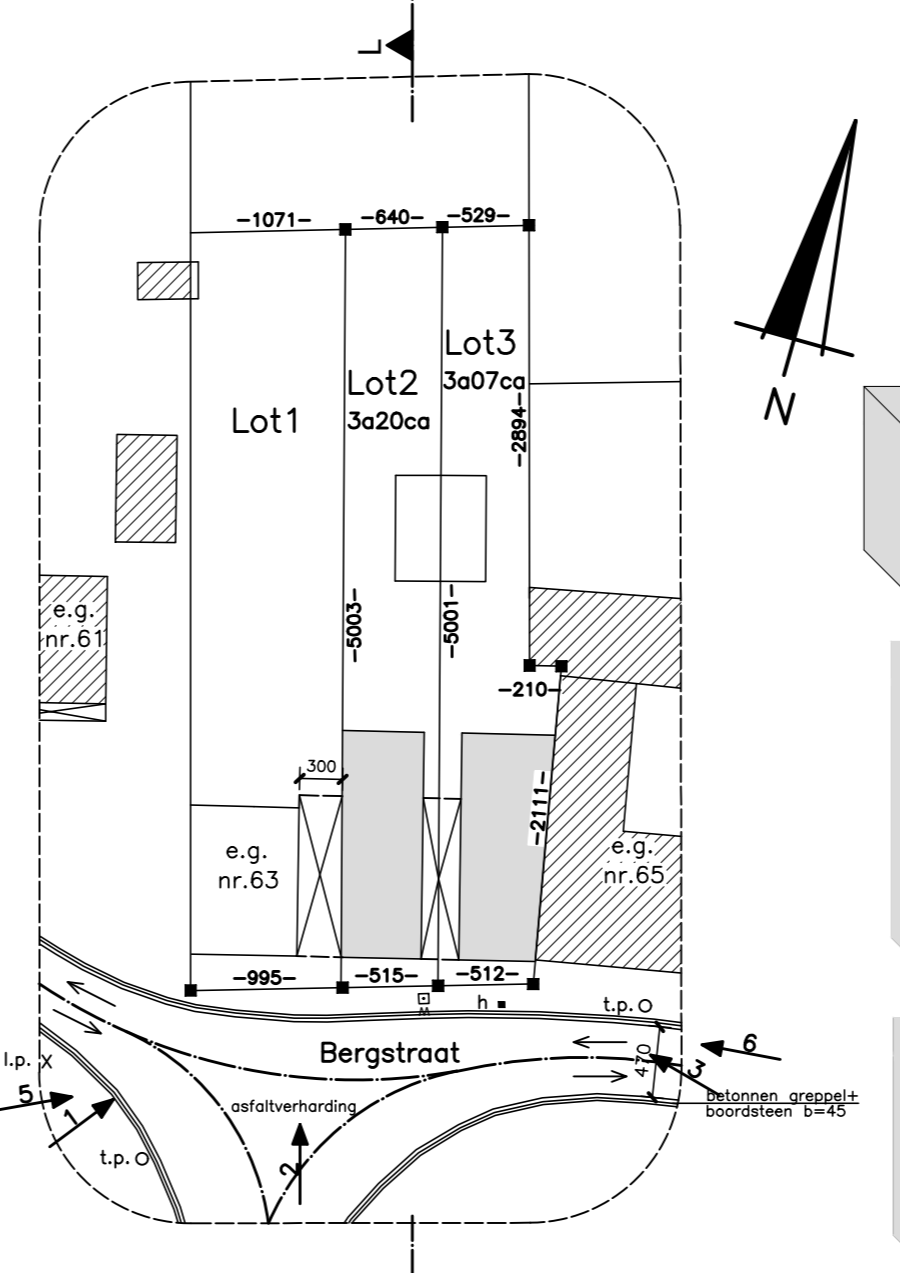 L
-1071-
-640-
-529-
Lot3
3a07ca
Lot2
3a20ca
Lot1
-2894-
N
-5003-
-5001-
e.g.
nr.61
-210-
300
-2111-
e.g.
nr.63
e.g.
nr.65
-995-
-515-
-512-
M
h
t.p.
Bergstraat
470
6
3
l.p. X
5
1
asfaltverharding
betonnen greppel+
boordsteen b=45
t.p.
2